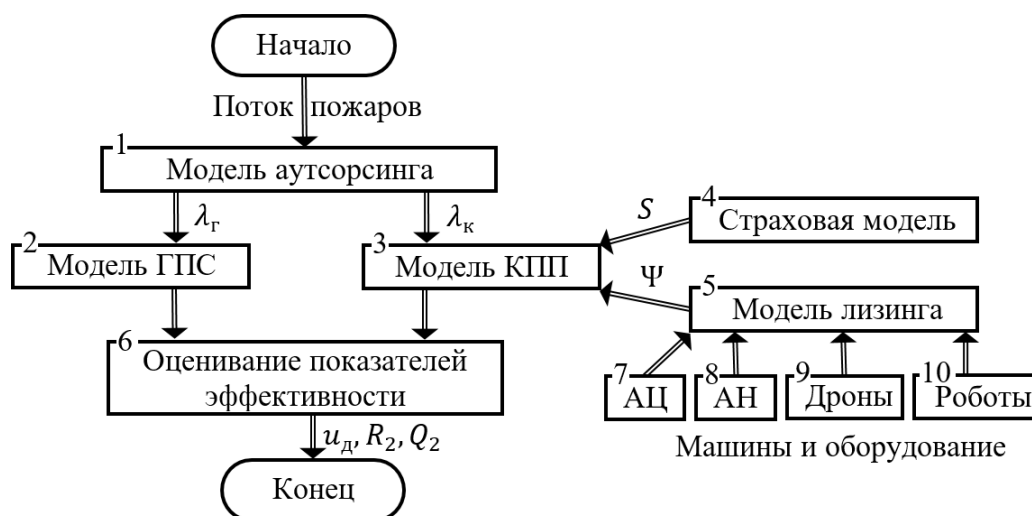 Начало
Поток пожаров
1
Модель аутсорсинга
λг
λк
S
4
Страховая модель
2
Модель ГПС
3
Модель КПП
Ψ
5
Модель лизинга
6
Оценивание показателей
эффективности
7
АЦ
8
АН
9
Дроны
10
Роботы
Машины и оборудование
uд, R2, Q2
Конец